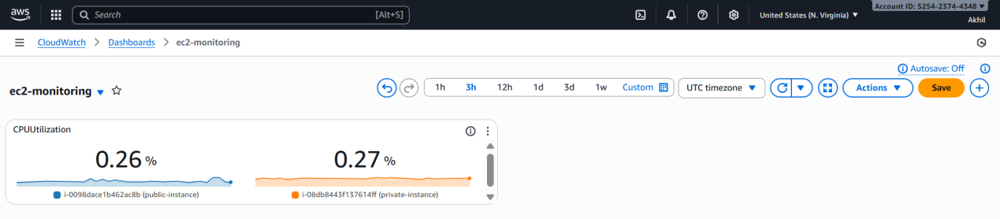 aws
Search [Alt+S]
United States (N. Virginia) ▼
Account ID: 5254-2374-4348 ▼
Akhil
CloudWatch > Dashboards > ec2-monitoring
Autosave: Off
ec2-monitoring
1h 3h 12h 1d 3d 1w Custom
UTC timezone
Actions
Save
CPUUtilization
0.26 %
0.27 %
i-0098dace1b462ac8b (public-instance)
i-08db8443f137614ff (private-instance)